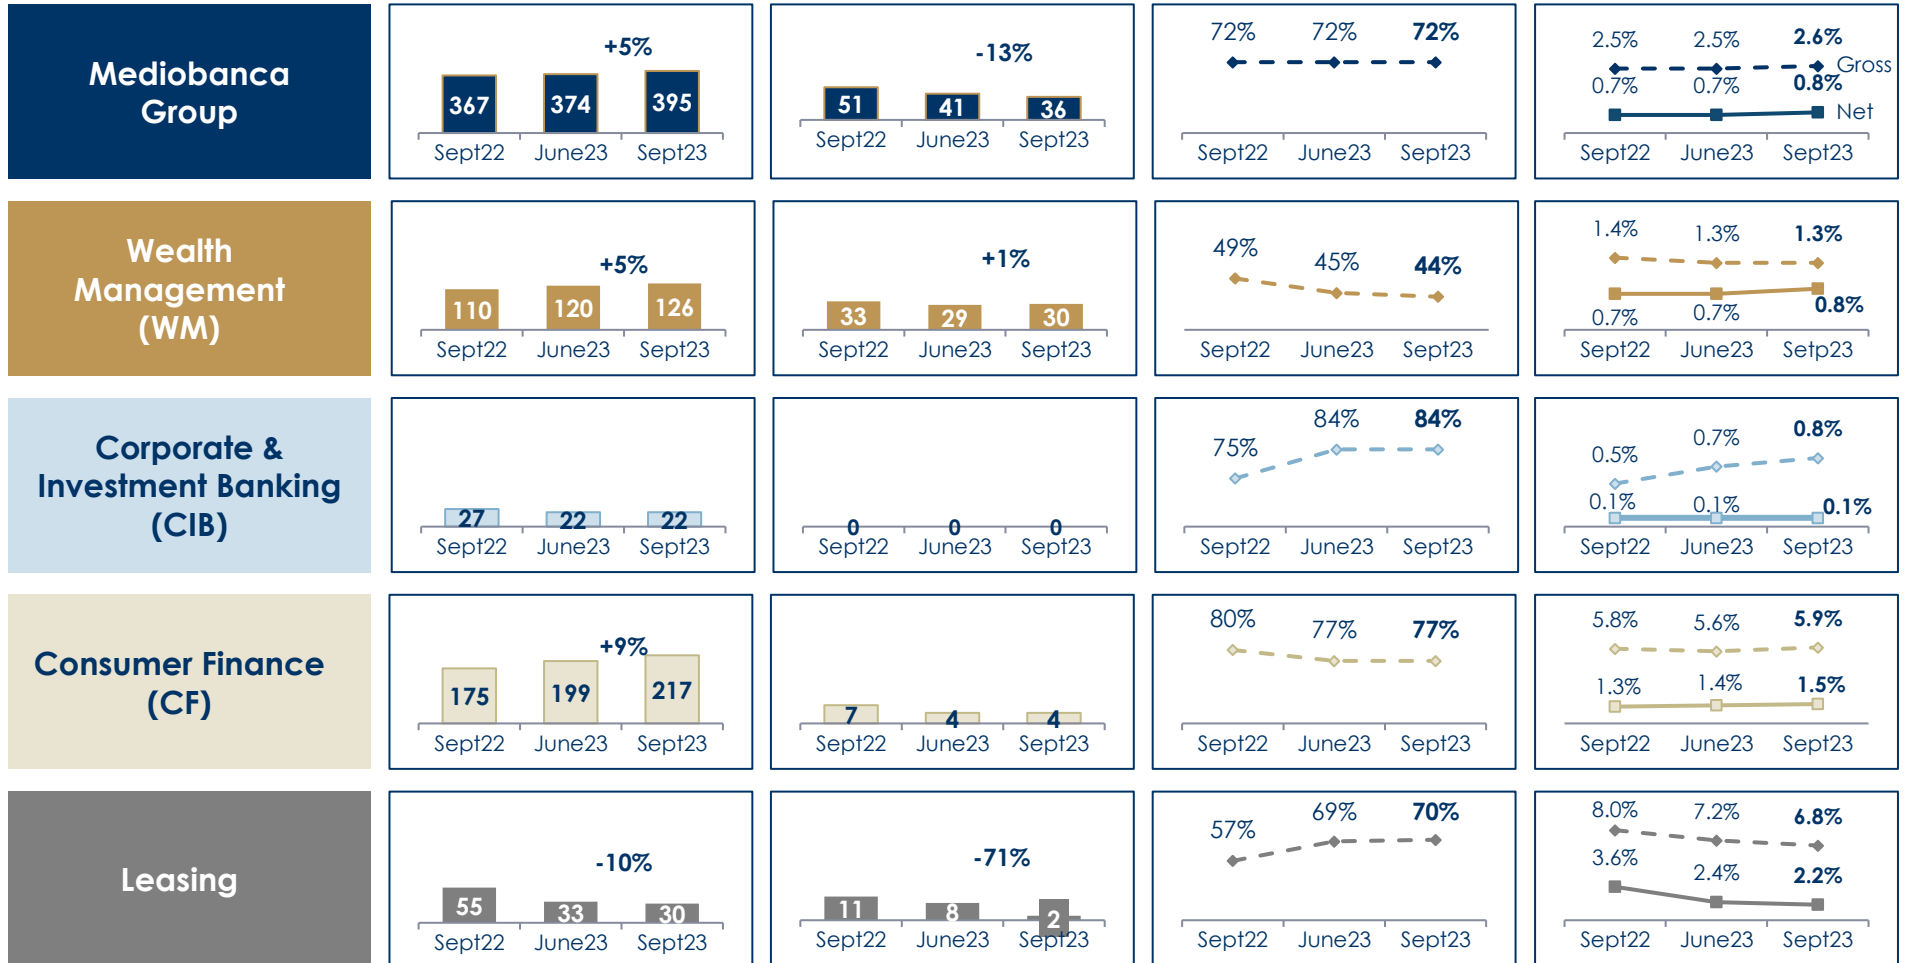 Mediobanca
Group
+5%
367 374 395
Sept22 June23 Sept23
-13%
51 41 36
Sept22 June23 Sept23
72% 72% 72%
Sept22 June23 Sept23
2.5% 2.5% 2.6%
Gross
0.7% 0.7% 0.8%
Net
Sept22 June23 Sept23
Wealth
Management
(WM)
+5%
110 120 126
Sept22 June23 Sept23
+1%
33 29 30
Sept22 June23 Sept23
49% 45% 44%
Sept22 June23 Sept23
1.4% 1.3% 1.3%
0.7% 0.7% 0.8%
Sept22 June23 Setp23
Corporate &
Investment Banking
(CIB)
27 22 22
Sept22 June23 Sept23
0 0 0
Sept22 June23 Sept23
75% 84% 84%
Sept22 June23 Sept23
0.5% 0.7% 0.8%
0.1% 0.1% 0.1%
Sept22 June23 Sept23
Consumer Finance
(CF)
+9%
175 199 217
Sept22 June23 Sept23
7 4 4
Sept22 June23 Sept23
80% 77% 77%
Sept22 June23 Sept23
5.8% 5.6% 5.9%
1.3% 1.4% 1.5%
Sept22 June23 Sept23
Leasing
-10%
55 33 30
Sept22 June23 Sept23
-71%
11 8 2
Sept22 June23 Sept23
57% 69% 70%
Sept22 June23 Sept23
8.0% 7.2% 6.8%
3.6% 2.4% 2.2%
Sept22 June23 Sept23